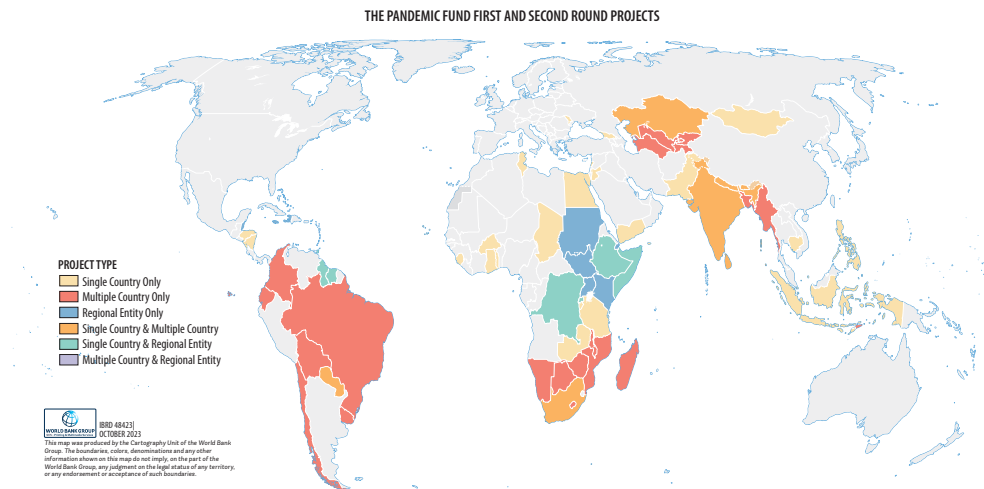 THE PANDEMIC FUND FIRST AND SECOND ROUND PROJECTS
PROJECT TYPE
Single Country Only
Multiple Country Only
Regional Entity Only
Single Country & Multiple Country
Single Country & Regional Entity
Multiple Country & Regional Entity
WORLD BANK GROUP
IBRD 48423|
OCTOBER 2023
This map was produced by the Cartography Unit of the World Bank
Group. The boundaries, colors, denominations and any other
information shown on this map do not imply, on the part of the
World Bank Group, any judgment on the legal status of any territory,
or any endorsement or acceptance of such boundaries.